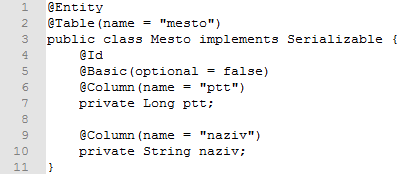 1 @Entity
2 @Table(name = "mesto")
3 public class Mesto implements Serializable {
4     @Id
5     @Basic(optional = false)
6     @Column(name = "ptt")
7     private Long ptt;
8
9     @Column(name = "naziv")
10     private String naziv;
11 }